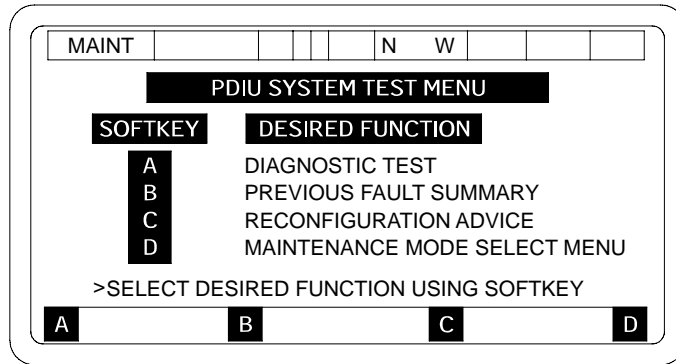 MAINT N W
PDIU SYSTEM TEST MENU
SOFTKEY DESIRED FUNCTION
A DIAGNOSTIC TEST
B PREVIOUS FAULT SUMMARY
C RECONFIGURATION ADVICE
D MAINTENANCE MODE SELECT MENU
>SELECT DESIRED FUNCTION USING SOFTKEY
A B C D